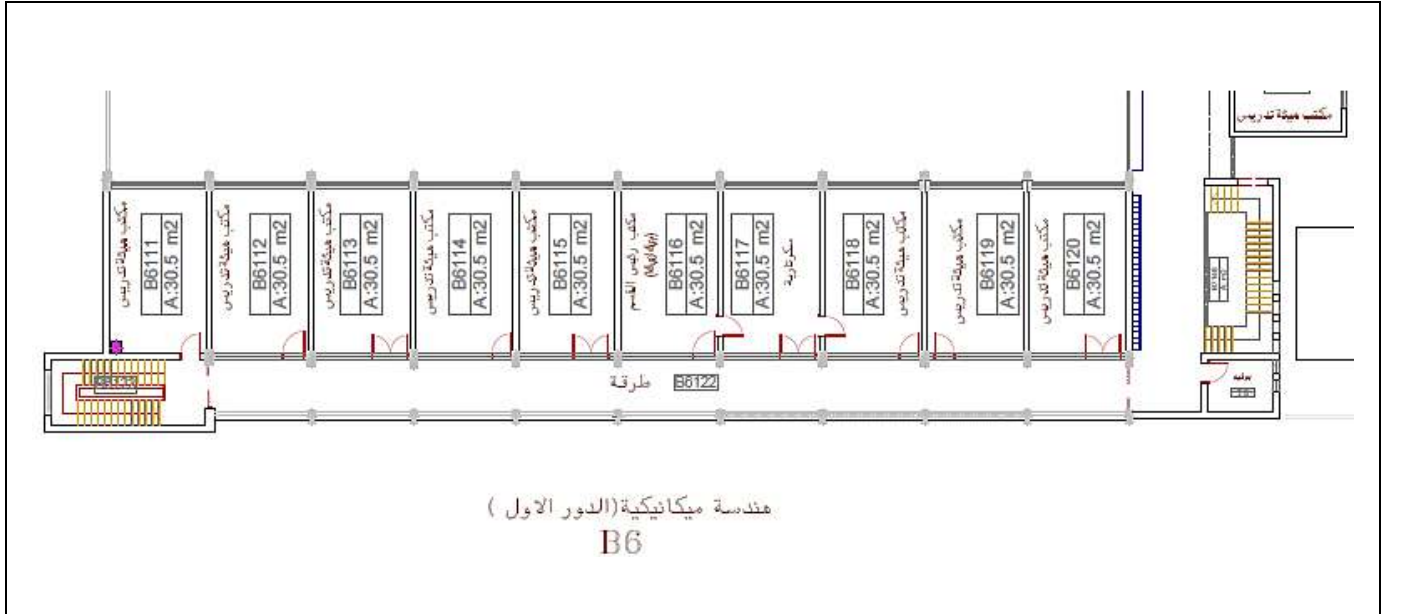 مكتب هيئة تدريس
مكتب هيئة تدريس
B6111
A:30.5 m2
مكتب هيئة تدريس
B6112
A:30.5 m2
مكتب هيئة تدريس
B6113
A:30.5 m2
مكتب هيئة تدريس
B6114
A:30.5 m2
مكتب هيئة تدريس
B6115
A:30.5 m2
مكتب رئيس القسم
B6116
A:30.5 m2
B6117
A:30.5 m2
سكرتارية
B6118
A:30.5 m2
مكتب هيئة تدريس
مكتب هيئة تدريس
B6119
A:30.5 m2
مكتب هيئة تدريس
B6120
A:30.5 m2
طرقة
B6122
بوفيه
هندسة ميكانيكية(الدور الاول )
B6